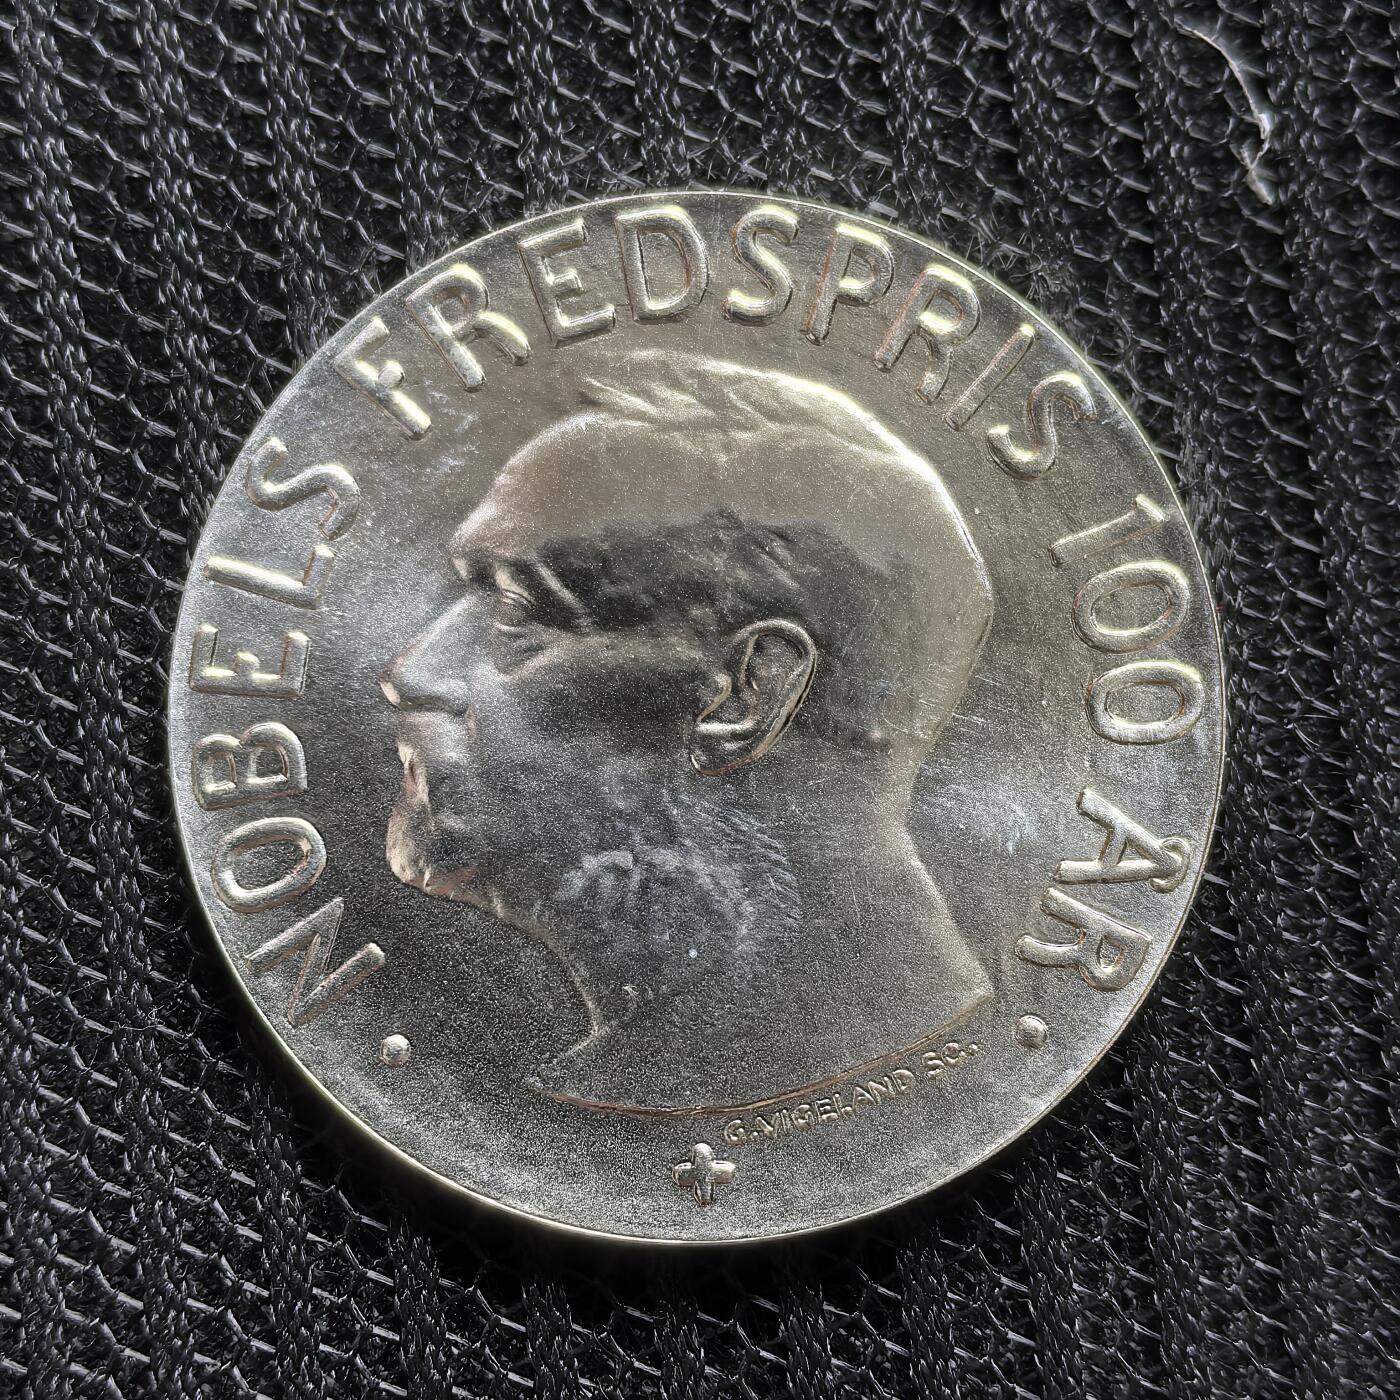 NOBELS FREDSPRIS 100 ÅR
G. VIGELAND SC.